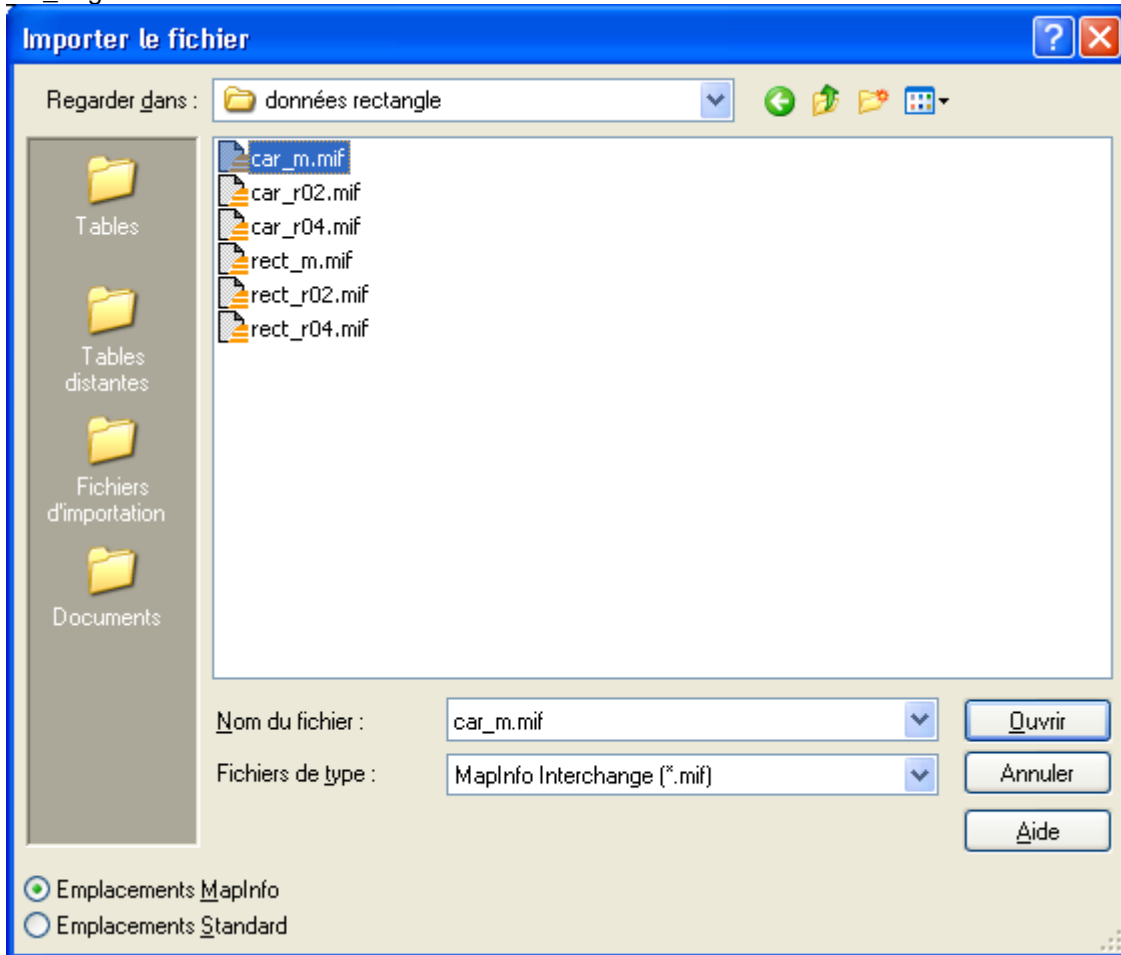 Importer le fichier
Regarder dans :
données rectangle
Tables
Tables
distantes
Fichiers
d'importation
Documents
car_m.mif
car_r02.mif
car_r04.mif
rect_m.mif
rect_r02.mif
rect_r04.mif
Nom du fichier :
car_m.mif
Ouvrir
Fichiers de type :
MapInfo Interchange (*.mif)
Annuler
Aide
Emplacements MapInfo
Emplacements Standard